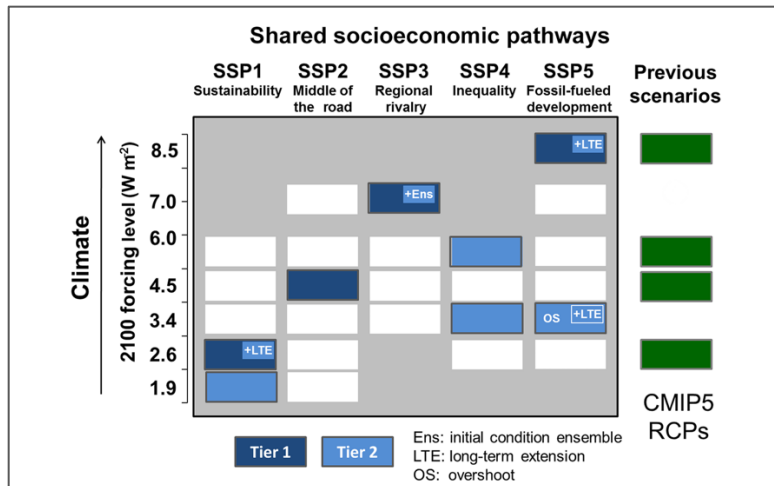 Shared socioeconomic pathways
SSP1 SSP2 SSP3 SSP4 SSP5
Sustainability Middle of the road Regional rivalry Inequality Fossil-fueled development
Previous scenarios
Climate
2100 forcing level (W m-2)
8.5 +LTE
7.0 +Ens
6.0
4.5
3.4 OS +LTE
2.6 +LTE
1.9
CMIP5
RCPs
Tier 1 Tier 2
Ens: initial condition ensemble
LTE: long-term extension
OS: overshoot